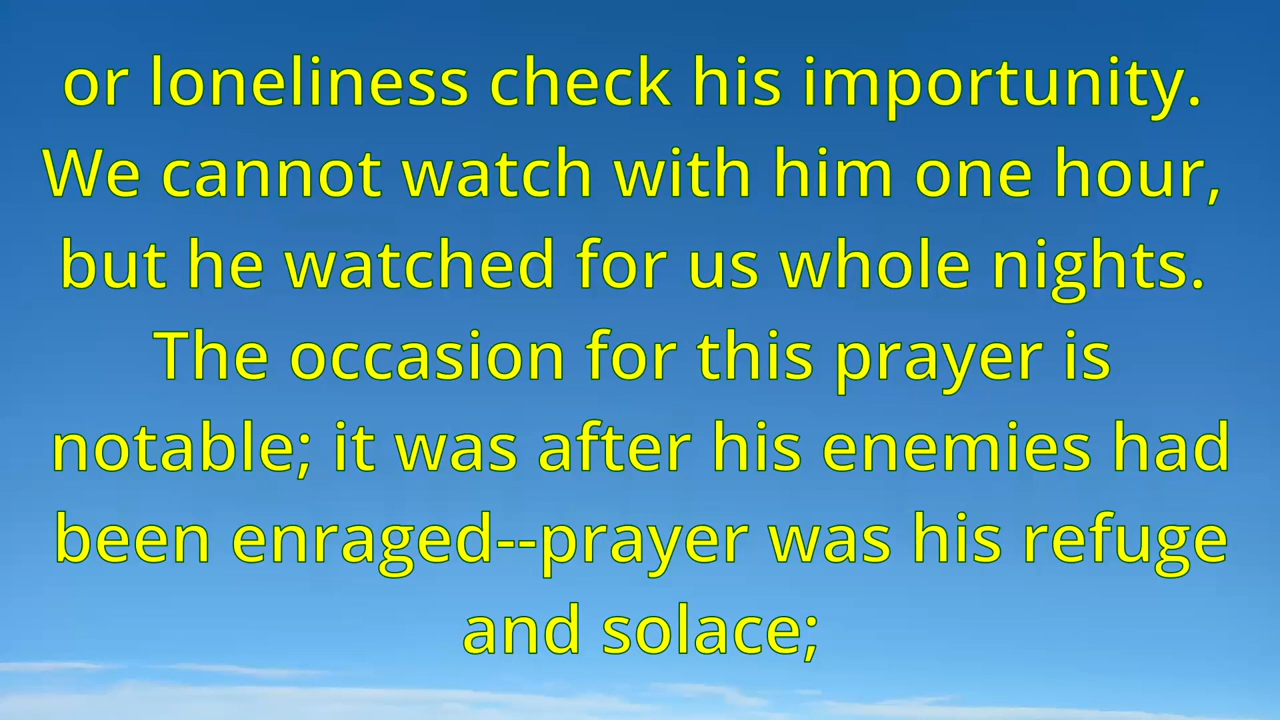 or loneliness check his importunity.
We cannot watch with him one hour,
but he watched for us whole nights.
The occasion for this prayer is
notable; it was after his enemies had
been enraged--prayer was his refuge
and solace;